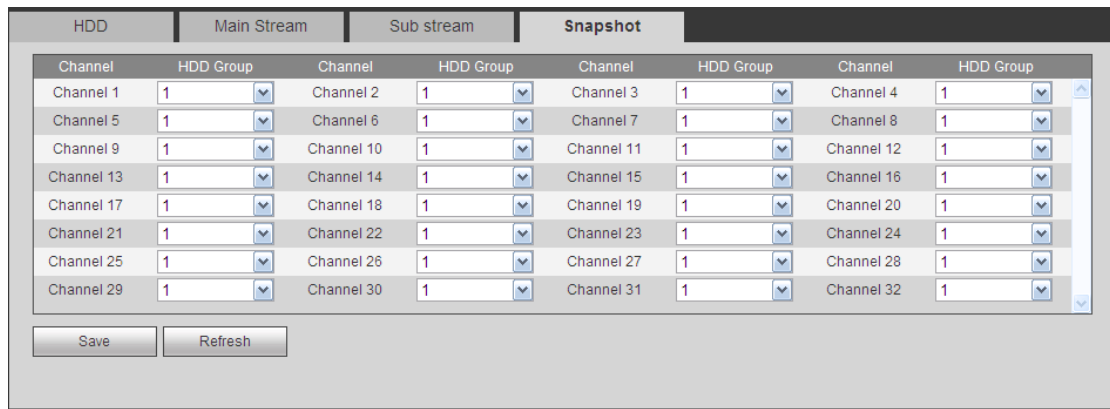 HDD Main Stream Sub stream Snapshot
Channel HDD Group Channel HDD Group Channel HDD Group Channel HDD Group
Channel 1 1 Channel 2 1 Channel 3 1 Channel 4 1
Channel 5 1 Channel 6 1 Channel 7 1 Channel 8 1
Channel 9 1 Channel 10 1 Channel 11 1 Channel 12 1
Channel 13 1 Channel 14 1 Channel 15 1 Channel 16 1
Channel 17 1 Channel 18 1 Channel 19 1 Channel 20 1
Channel 21 1 Channel 22 1 Channel 23 1 Channel 24 1
Channel 25 1 Channel 26 1 Channel 27 1 Channel 28 1
Channel 29 1 Channel 30 1 Channel 31 1 Channel 32 1
Save Refresh